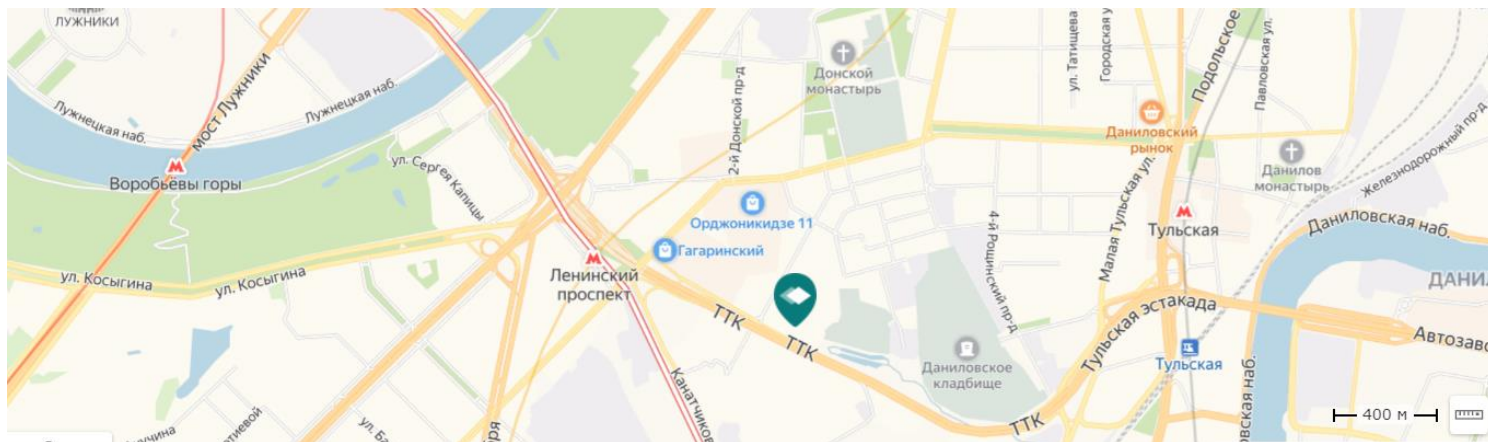 ЛУЖНИКИ
Лужнецкая наб.
Лужнецкая наб.
мост Лужники
Воробьёвы горы
ул. Сергея Капицы
ул. Косыгина
ул. Косыгина
2-й Донской пр-д
Донской
монастырь
Орджоникидзе 11
Гагаринский
Ленинский
проспект
ТТК
ТТК
ТТК
Даниловское
кладбище
4-й Рощинский пр-д
ул. Татищева
Городская у
Подольское
Павловская ул.
Даниловский
рынок
Малая Тульская ул.
Данилов
монастырь
Железнодорожный пр-д
Тульская
Даниловская наб.
ДАНИ
Тульская эстакада
Автозаво
Тульская
вская наб.
Канатчиков
ул. Ба
400 м